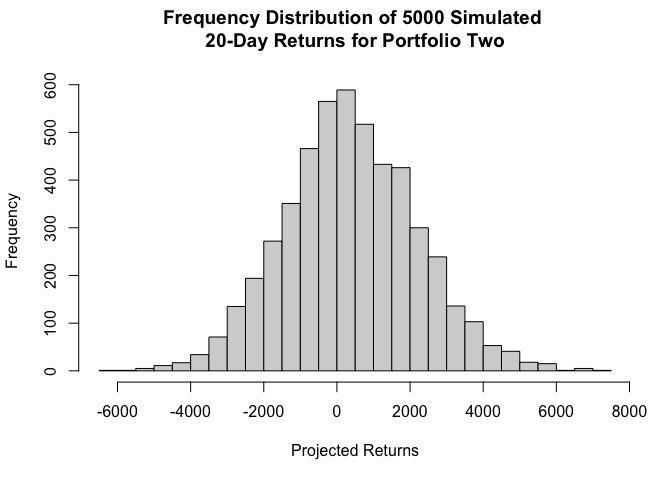 Frequency Distribution of 5000 Simulated
20-Day Returns for Portfolio Two
Frequency
600
500
400
300
200
100
0
-6000 -4000 -2000 0 2000 4000 6000 8000
Projected Returns